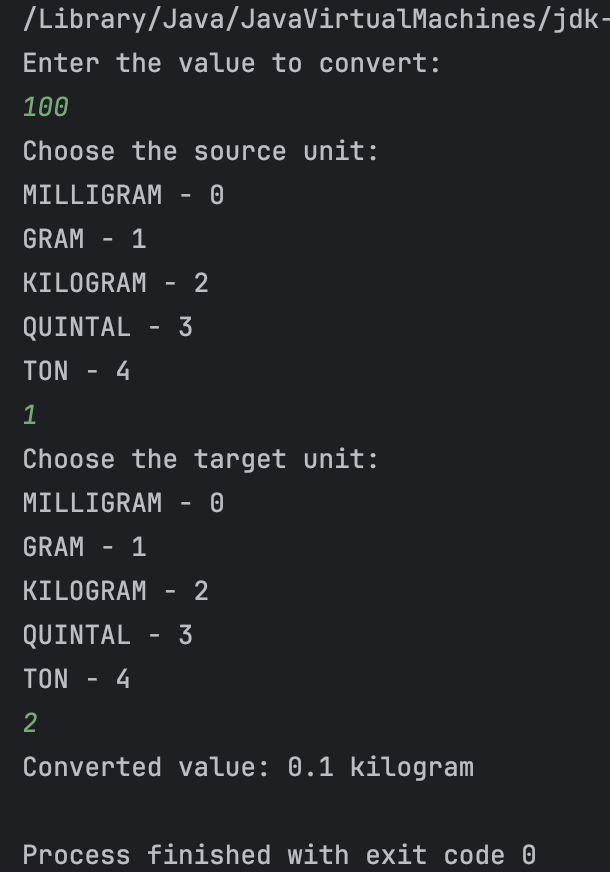 /Library/Java/JavaVirtualMachines/jdk-
Enter the value to convert:
100
Choose the source unit:
MILLIGRAM - 0
GRAM - 1
KILOGRAM - 2
QUINTAL - 3
TON - 4
1
Choose the target unit:
MILLIGRAM - 0
GRAM - 1
KILOGRAM - 2
QUINTAL - 3
TON - 4
2
Converted value: 0.1 kilogram
Process finished with exit code 0